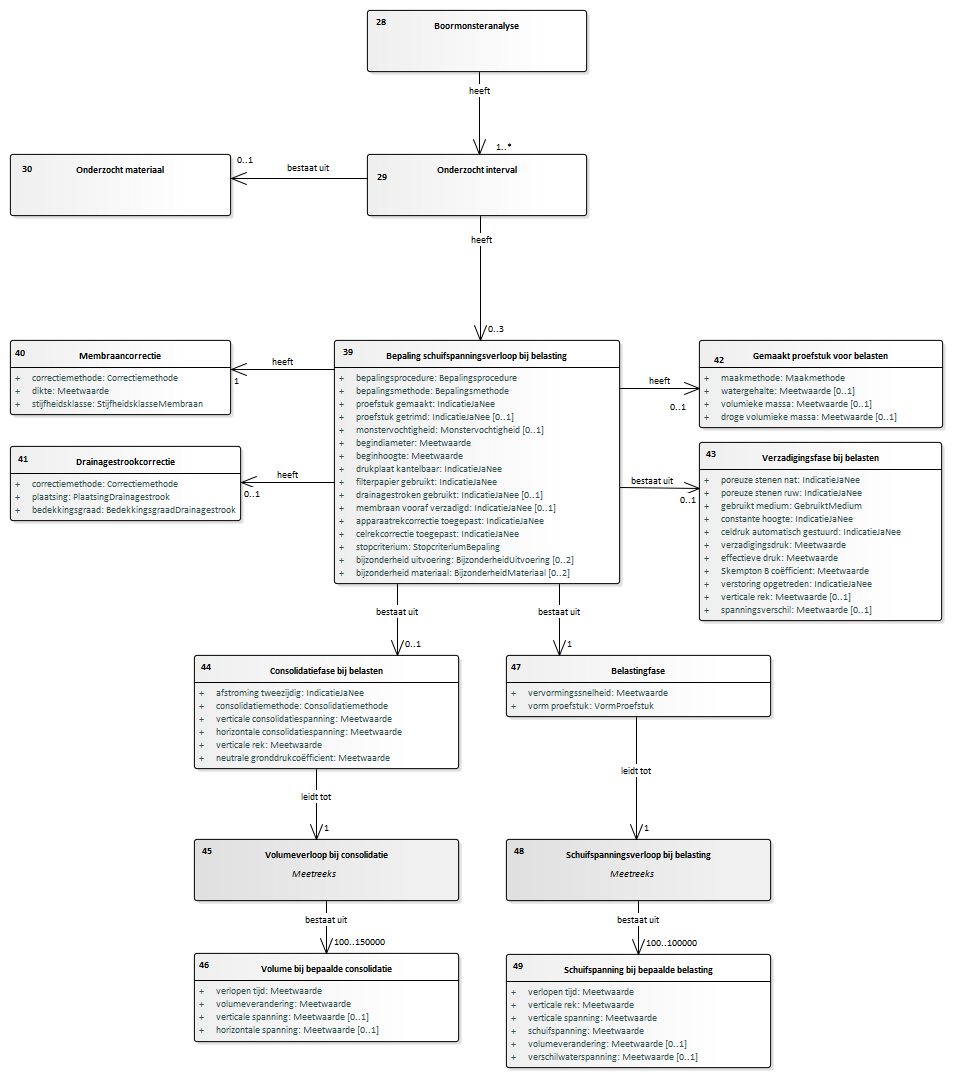 28
Boormonsteranalyse
heeft
1..*
30
Onderzocht materiaal
0..1
bestaat uit
29
Onderzocht interval
heeft
0..3
40
Membraancorrectie
+ correctiemethode: Correctiemethode
+ dikte: Meetwaarde
+ stijfheidsklasse: StijfheidsklasseMembraan
heeft
1
41
Drainagestrookcorrectie
+ correctiemethode: Correctiemethode
+ plaatsing: PlaatsingDrainagestrook
+ bedekkingsgraad: BedekkingsgraadDrainagestrook
heeft
0..1
39
Bepaling schuifspanningsverloop bij belasting
+ bepalingsprocedure: Bepalingsprocedure
+ bepalingsmethode: Bepalingsmethode
+ proefstuk gemaakt: IndicatieJaNee
+ proefstuk getrimd: IndicatieJaNee [0..1]
+ monstervochtigheid: Monstervochtigheid [0..1]
+ begindiameter: Meetwaarde
+ beginhoogte: Meetwaarde
+ drukplaat kantelbaar: IndicatieJaNee
+ filterpapier gebruikt: IndicatieJaNee
+ drainagestroken gebruikt: IndicatieJaNee [0..1]
+ membraan vooraf verzadigd: IndicatieJaNee [0..1]
+ apparaatrekcorrectie toegepast: IndicatieJaNee
+ celrekcorrectie toegepast: IndicatieJaNee
+ stopcriterium: StopcriteriumBepaling
+ bijzonderheid uitvoering: BijzonderheidUitvoering [0..2]
+ bijzonderheid materiaal: BijzonderheidMateriaal [0..2]
heeft
0..1
42
Gemaakt proefstuk voor belasten
+ maakmethode: Maakmethode
+ watergehalte: Meetwaarde [0..1]
+ volumieke massa: Meetwaarde [0..1]
+ droge volumieke massa: Meetwaarde [0..1]
bestaat uit
0..1
43
Verzadigingsfase bij belasten
+ poreuze stenen nat: IndicatieJaNee
+ poreuze stenen ruw: IndicatieJaNee
+ gebruikt medium: GebruiktMedium
+ constante hoogte: IndicatieJaNee
+ celdruk automatisch gestuurd: IndicatieJaNee
+ verzadigingsdruk: Meetwaarde
+ effectieve druk: Meetwaarde
+ Skempton B coëfficient: Meetwaarde
+ verstoring opgetreden: IndicatieJaNee
+ verticale rek: Meetwaarde [0..1]
+ spanningsverschil: Meetwaarde [0..1]
bestaat uit
0..1
bestaat uit
1
44
Consolidatiefase bij belasten
+ afstroming tweezijdig: IndicatieJaNee
+ consolidatiemethode: Consolidatiemethode
+ verticale consolidatiespanning: Meetwaarde
+ horizontale consolidatiespanning: Meetwaarde
+ verticale rek: Meetwaarde
+ neutrale gronddrukcoëfficient: Meetwaarde
47
Belastingfase
+ vervormingssnelheid: Meetwaarde
+ vorm proefstuk: VormProefstuk
leidt tot
1
leidt tot
1
45
Volumeverloop bij consolidatie
Meetreeks
48
Schuifspanningsverloop bij belasting
Meetreeks
bestaat uit
100..150000
bestaat uit
100..100000
46
Volume bij bepaalde consolidatie
+ verlopen tijd: Meetwaarde
+ volumeverandering: Meetwaarde
+ verticale spanning: Meetwaarde [0..1]
+ horizontale spanning: Meetwaarde [0..1]
49
Schuifspanning bij bepaalde belasting
+ verlopen tijd: Meetwaarde
+ verticale rek: Meetwaarde
+ verticale spanning: Meetwaarde
+ schuifspanning: Meetwaarde
+ volumeverandering: Meetwaarde [0..1]
+ verschilwaterspanning: Meetwaarde [0..1]